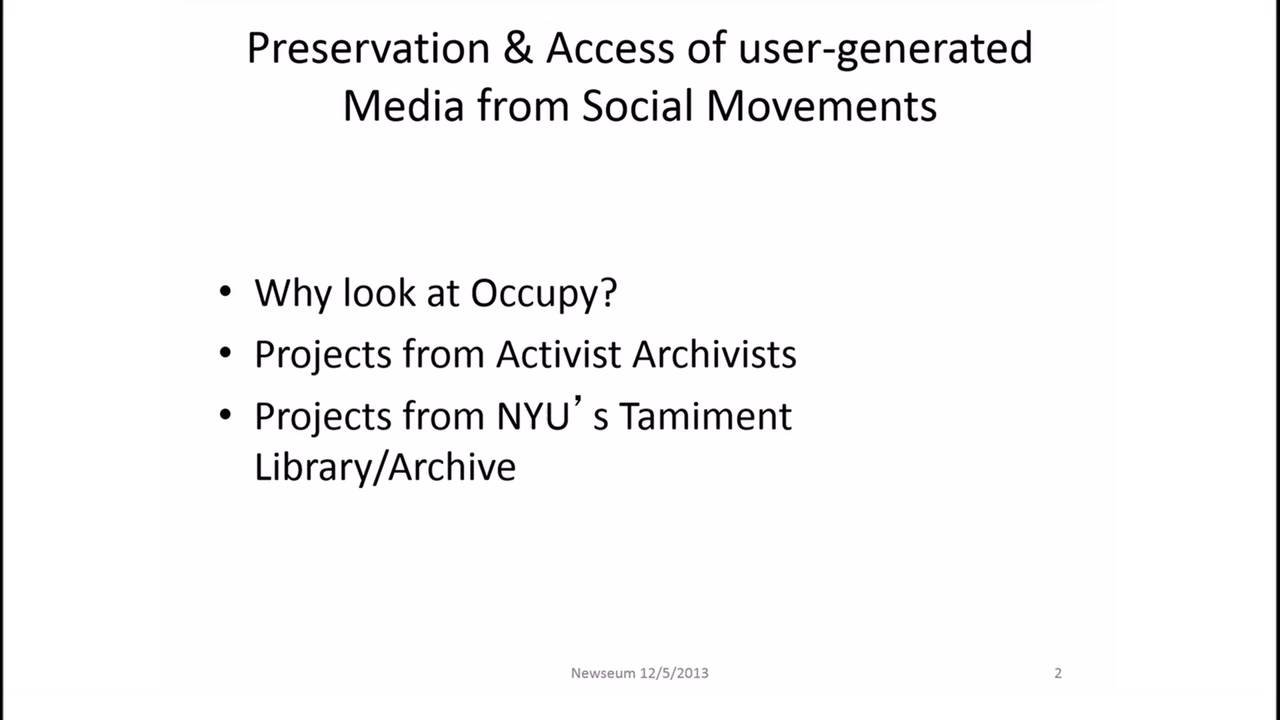 Preservation & Access of user-generated
Media from Social Movements
• Why look at Occupy?
• Projects from Activist Archivists
• Projects from NYU’s Tamiment
Library/Archive
Newseum 12/5/2013
2